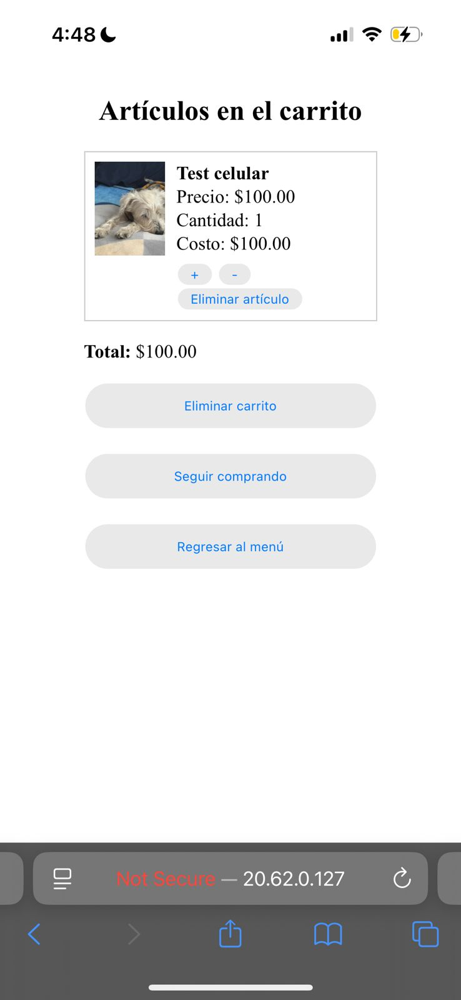 4:48
Artículos en el carrito
Test celular
Precio: $100.00
Cantidad: 1
Costo: $100.00
+ -
Eliminar artículo
Total: $100.00
Eliminar carrito
Seguir comprando
Regresar al menú
Not Secure — 20.62.0.127